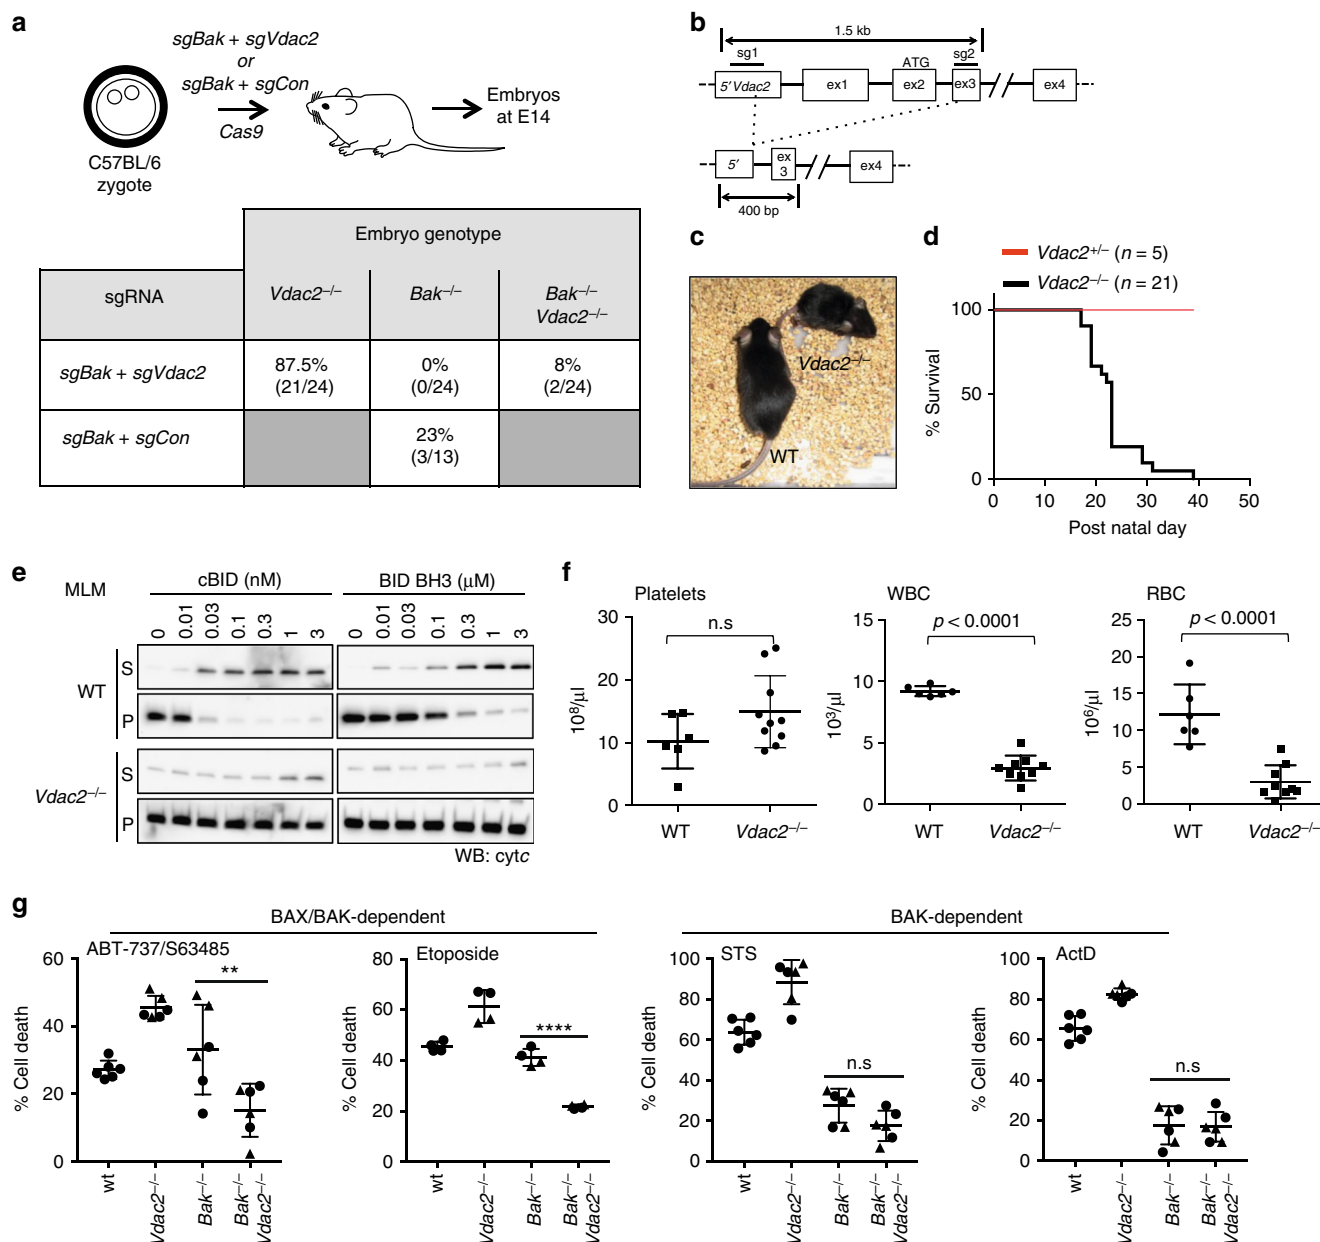 a
sgBak + sgVdac2
or
sgBak + sgCon
Cas9
C57BL/6
zygote
Embryos
at E14
sgRNA
Embryo genotype
Vdac2–/–
Bak–/–
Bak–/–
Vdac2–/–
sgBak + sgVdac2
87.5%
(21/24)
0%
(0/24)
8%
(2/24)
sgBak + sgCon
23%
(3/13)
b
1.5 kb
sg1
ATG
sg2
5' Vdac2
ex1
ex2
ex3
ex4
5'
ex
3
ex4
400 bp
c
Vdac2–/–
WT
d
Vdac2+/– (n = 5)
Vdac2–/– (n = 21)
% Survival
100
50
0
0 10 20 30 40 50
Post natal day
e
MLM
cBID (nM)
BID BH3 (μM)
0 0.01 0.03 0.1 0.3 1 3
0 0.01 0.03 0.1 0.3 1 3
WT
S
P
Vdac2–/–
S
P
WB: cytc
f
Platelets
n.s
10⁸/μl
30
20
10
0
WT
Vdac2–/–
WBC
p < 0.0001
10³/μl
15
10
5
0
WT
Vdac2–/–
RBC
p < 0.0001
10⁶/μl
25
20
15
10
5
0
WT
Vdac2–/–
g
BAX/BAK-dependent
BAK-dependent
ABT-737/S63485
**
% Cell death
60
40
20
0
wt
Vdac2–/–
Bak–/–
Bak–/–
Vdac2–/–
Etoposide
****
% Cell death
80
60
40
20
0
wt
Vdac2–/–
Bak–/–
Bak–/–
Vdac2–/–
STS
n.s
% Cell death
100
80
60
40
20
0
wt
Vdac2–/–
Bak–/–
Bak–/–
Vdac2–/–
ActD
n.s
% Cell death
100
80
60
40
20
0
wt
Vdac2–/–
Bak–/–
Bak–/–
Vdac2–/–